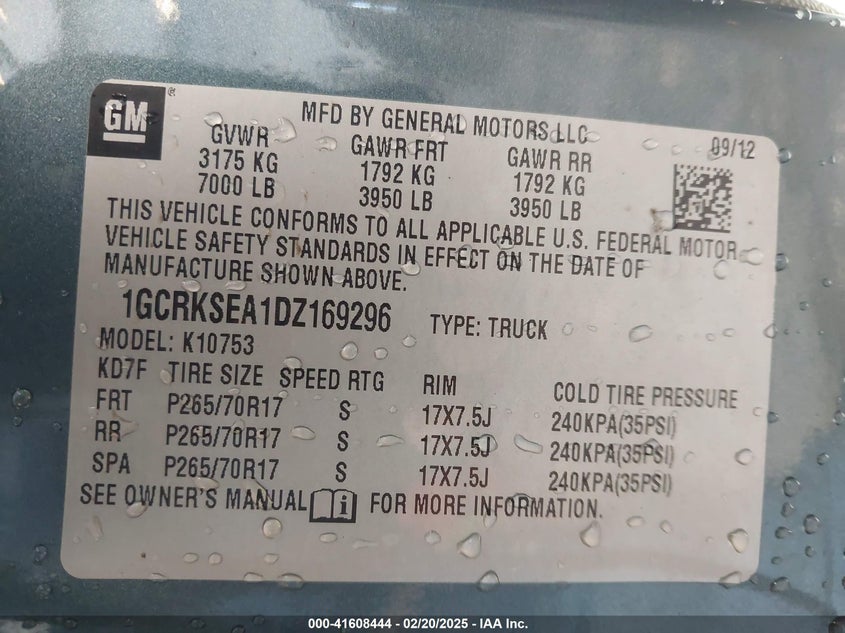 GM
®
MFD BY GENERAL MOTORS LLC
09/12
GVWR GAWR FRT GAWR RR
3175 KG 1792 KG 1792 KG
7000 LB 3950 LB 3950 LB
THIS VEHICLE CONFORMS TO ALL APPLICABLE U.S. FEDERAL MOTOR
VEHICLE SAFETY STANDARDS IN EFFECT ON THE DATE OF
MANUFACTURE SHOWN ABOVE.
1GCRKSEA1DZ169296 TYPE: TRUCK
MODEL: K10753
KD7F TIRE SIZE SPEED RTG RIM COLD TIRE PRESSURE
FRT P265/70R17 S 17X7.5J 240KPA(35PSI)
RR P265/70R17 S 17X7.5J 240KPA(35PSI)
SPA P265/70R17 S 17X7.5J 240KPA(35PSI)
SEE OWNER'S MANUAL i FOR MORE INFORMATION.
000-41608444 - 02/20/2025 - IAA Inc.